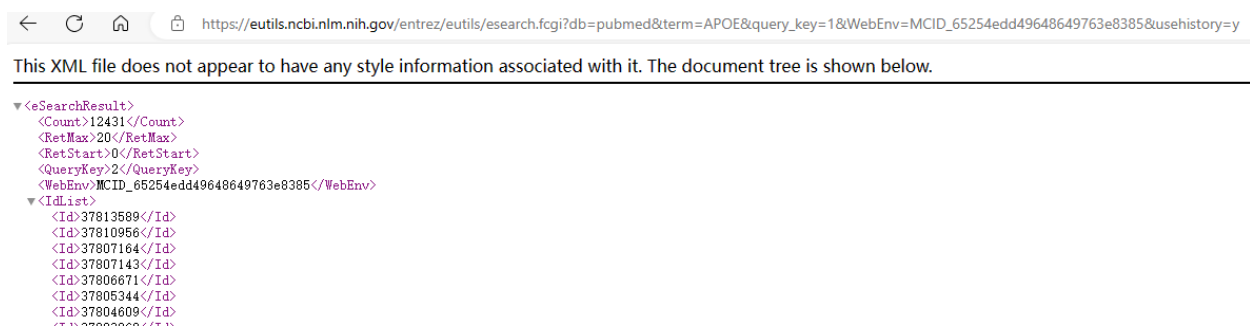 https://eutils.ncbi.nlm.nih.gov/entrez/eutils/esearch.fcgi?db=pubmed&term=APOE&query_key=1&WebEnv=MCID_65254edd49648649763e8385&usehistory=y
This XML file does not appear to have any style information associated with it. The document tree is shown below.
▼<eSearchResult>
<Count>12431</Count>
<RetMax>20</RetMax>
<RetStart>0</RetStart>
<QueryKey>2</QueryKey>
<WebEnv>MCID_65254edd49648649763e8385</WebEnv>
▼<IdList>
<Id>37813589</Id>
<Id>37810956</Id>
<Id>37807164</Id>
<Id>37807143</Id>
<Id>37806671</Id>
<Id>37805344</Id>
<Id>37804609</Id>